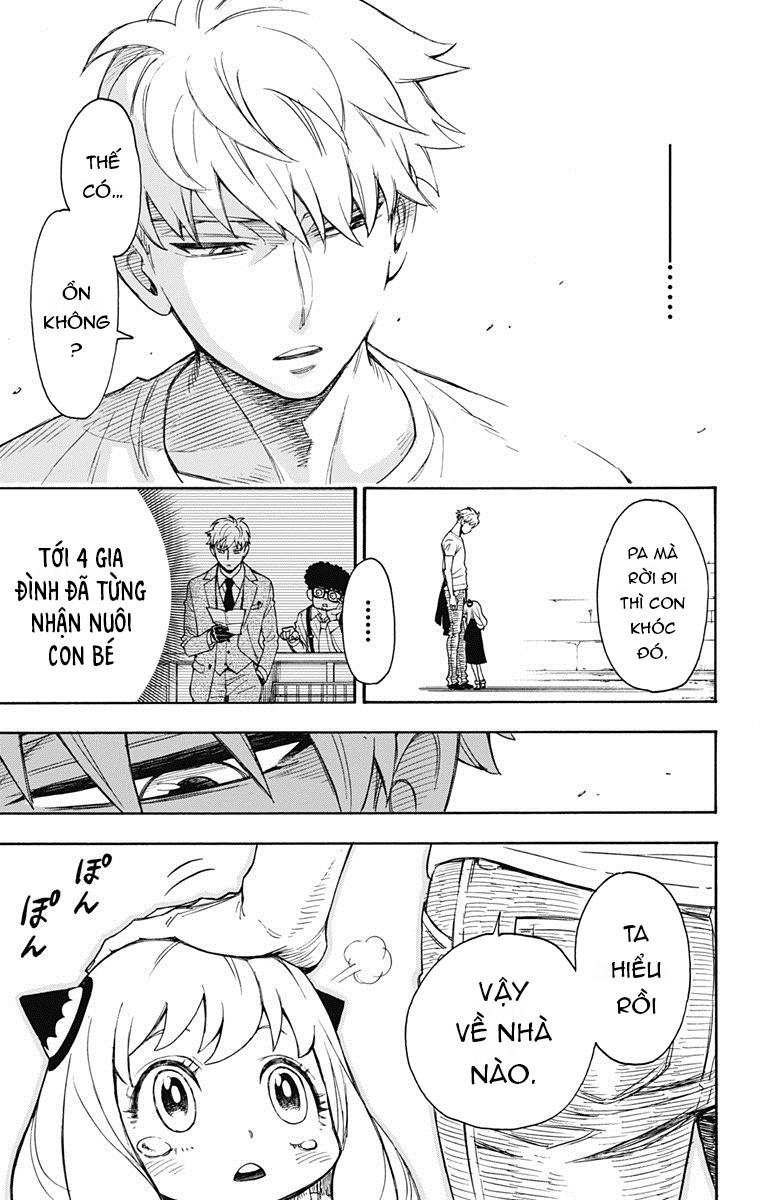 THẾ
CÓ...
ỔN
KHÔNG
?
PA MÀ
RỜI ĐI
THÌ CON
KHÓC
ĐÓ.
......
TỚI 4 GIA
ĐÌNH ĐÃ TỪNG
NHẬN NUÔI
CON BÉ
TA
HIỂU
RỒI
VẬY
VỀ NHÀ
NÀO.
ぽん
ぽん